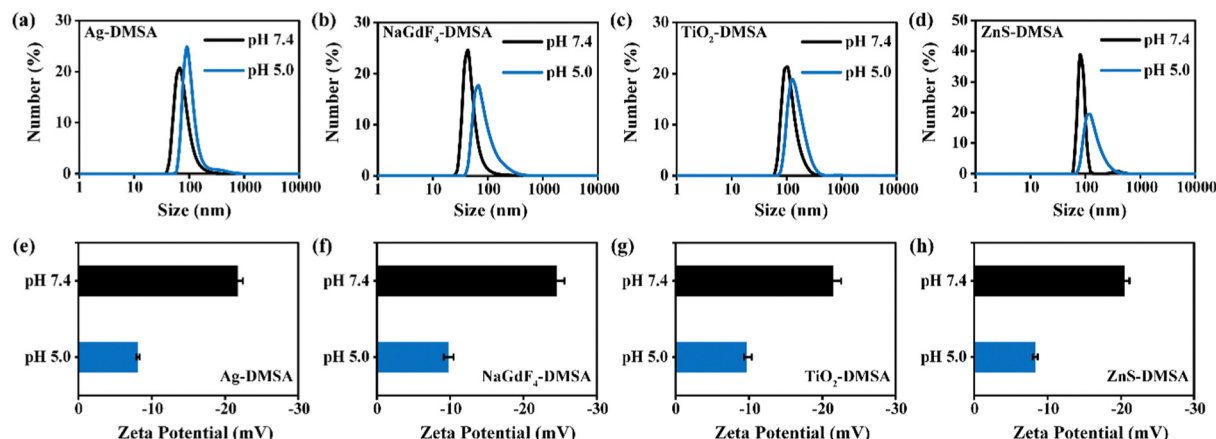 (a)
Ag-DMSA
pH 7.4
pH 5.0
30
20
10
0
Number (%)
1
10
100
1000
10000
Size (nm)
(b)
NaGdF₄-DMSA
pH 7.4
pH 5.0
30
20
10
0
Number (%)
1
10
100
1000
10000
Size (nm)
(c)
TiO₂-DMSA
pH 7.4
pH 5.0
30
20
10
0
Number (%)
1
10
100
1000
10000
Size (nm)
(d)
ZnS-DMSA
pH 7.4
pH 5.0
50
40
30
20
10
0
Number (%)
1
10
100
1000
10000
Size (nm)
(e)
pH 7.4
pH 5.0
Ag-DMSA
0
-10
-20
-30
Zeta Potential (mV)
(f)
pH 7.4
pH 5.0
NaGdF₄-DMSA
0
-10
-20
-30
Zeta Potential (mV)
(g)
pH 7.4
pH 5.0
TiO₂-DMSA
0
-10
-20
-30
Zeta Potential (mV)
(h)
pH 7.4
pH 5.0
ZnS-DMSA
0
-10
-20
-30
Zeta Potential (mV)